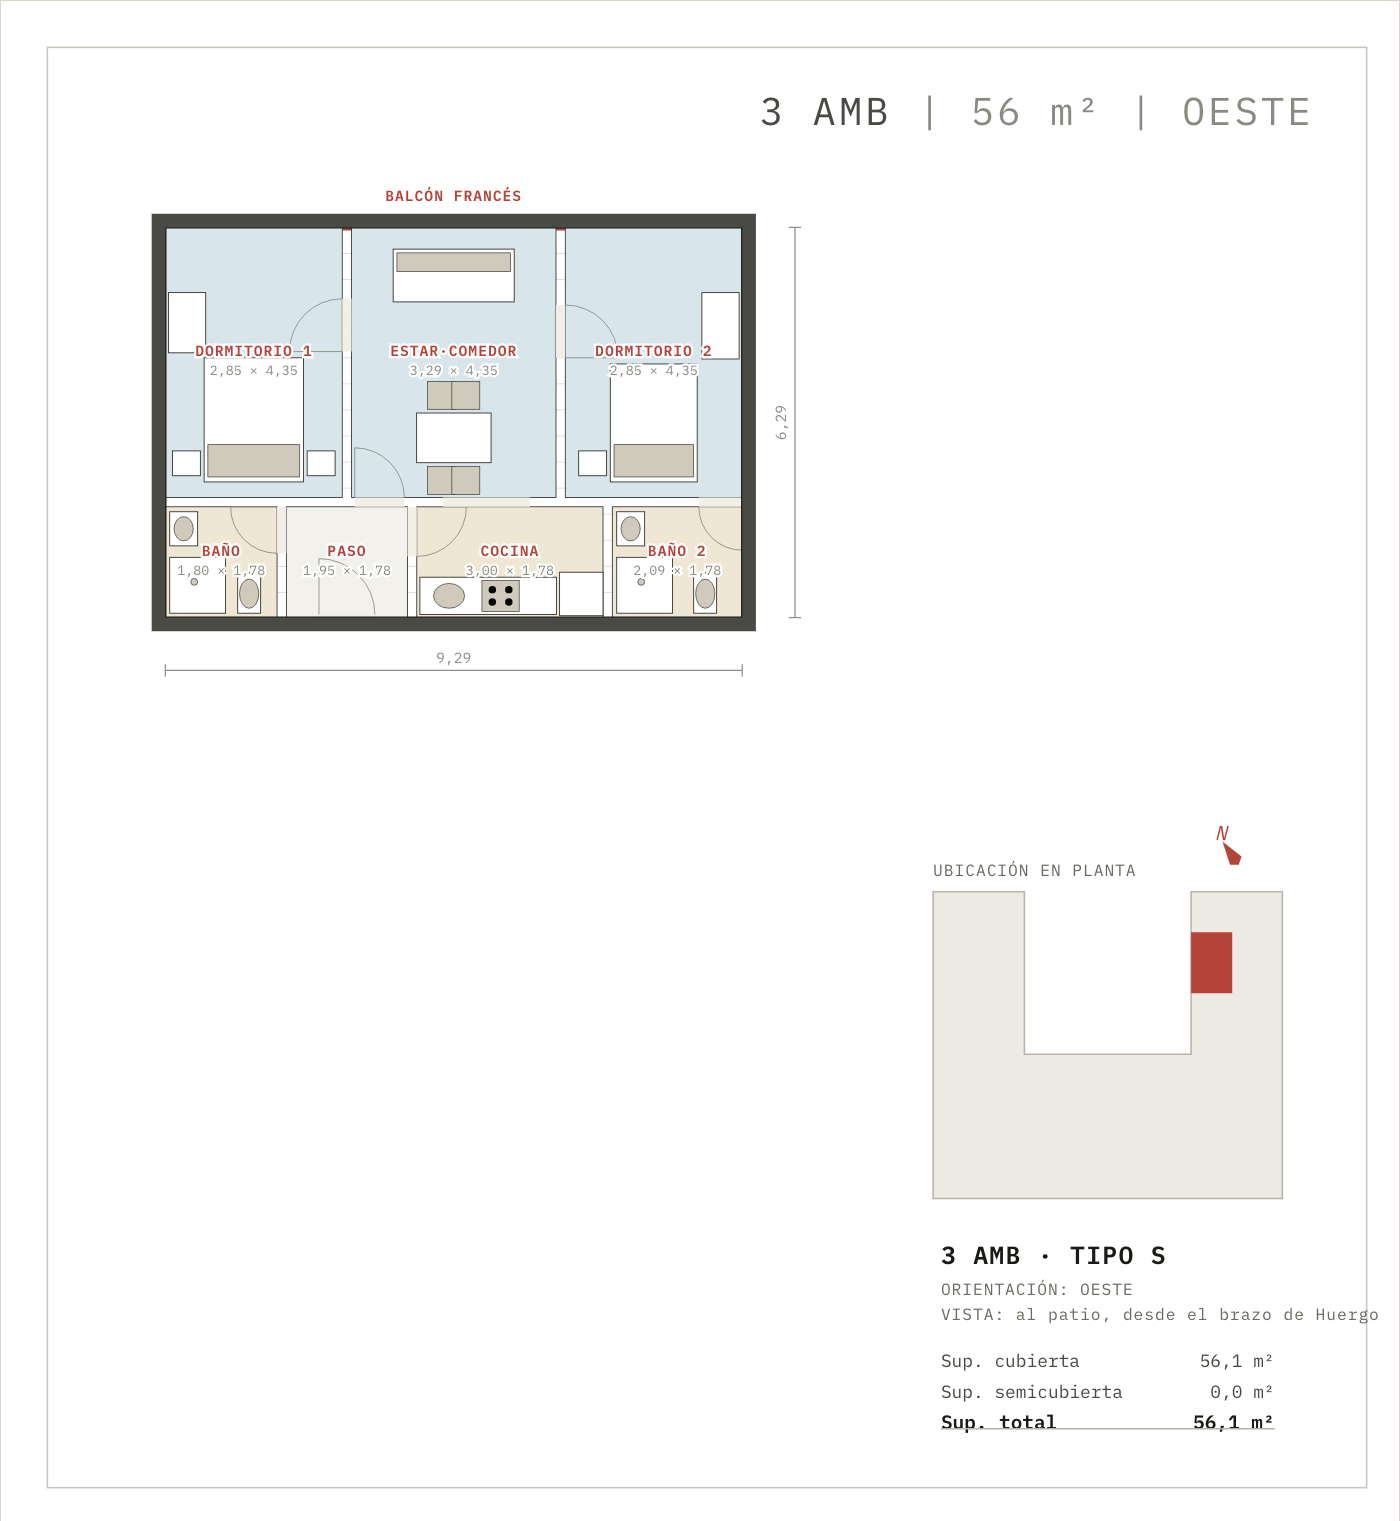 3 AMB | 56 m² | OESTE
BALCÓN FRANCÉS
DORMITORIO 1
2,85 × 4,35
ESTAR·COMEDOR
3,29 × 4,35
DORMITORIO 2
2,85 × 4,35
6,29
BAÑO
1,80 × 1,78
PASO
1,95 × 1,78
COCINA
3,00 × 1,78
BAÑO 2
2,09 × 1,78
9,29
N
UBICACIÓN EN PLANTA
3 AMB · TIPO S
ORIENTACIÓN: OESTE
VISTA: al patio, desde el brazo de Huergo
Sup. cubierta 56,1 m²
Sup. semicubierta 0,0 m²
Sup. total 56,1 m²